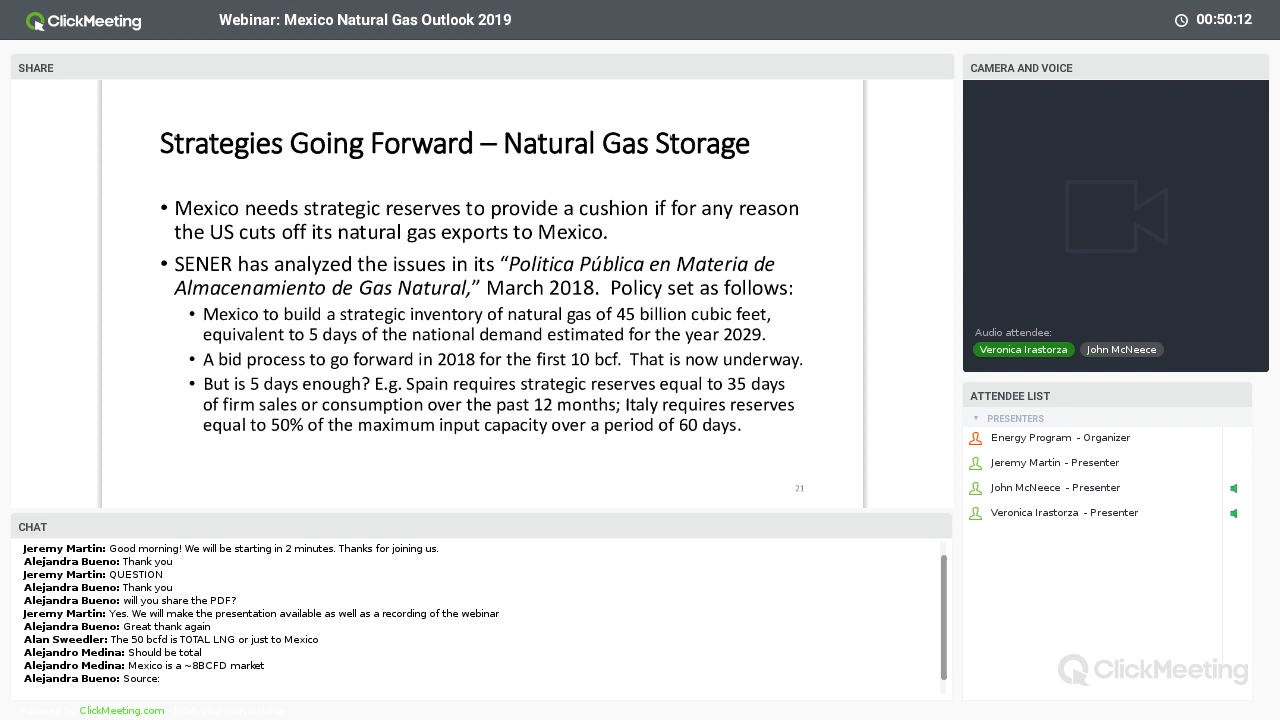 ClickMeeting
Webinar: Mexico Natural Gas Outlook 2019
00:50:12
SHARE
Strategies Going Forward – Natural Gas Storage
• Mexico needs strategic reserves to provide a cushion if for any reason
the US cuts off its natural gas exports to Mexico.
• SENER has analyzed the issues in its “Politica Pública en Materia de
Almacenamiento de Gas Natural,” March 2018. Policy set as follows:
• Mexico to build a strategic inventory of natural gas of 45 billion cubic feet,
equivalent to 5 days of the national demand estimated for the year 2029.
• A bid process to go forward in 2018 for the first 10 bcf. That is now underway.
• But is 5 days enough? E.g. Spain requires strategic reserves equal to 35 days
of firm sales or consumption over the past 12 months; Italy requires reserves
equal to 50% of the maximum input capacity over a period of 60 days.
21
CHAT
Jeremy Martin: Good morning! We will be starting in 2 minutes. Thanks for joining us.
Alejandra Bueno: Thank you
Jeremy Martin: QUESTION
Alejandra Bueno: Thank you
Alejandra Bueno: will you share the PDF?
Jeremy Martin: Yes. We will make the presentation available as well as a recording of the webinar
Alejandra Bueno: Great thank again
Alan Sweedler: The 50 bcfd is TOTAL LNG or just to Mexico
Alejandro Medina: Should be total
Alejandro Medina: Mexico is a ~8BCFD market
Alejandra Bueno: Source:
CAMERA AND VOICE
Audio attendee:
Veronica Irastorza John McNeece
ATTENDEE LIST
PRESENTERS
Energy Program - Organizer
Jeremy Martin - Presenter
John McNeece - Presenter
Veronica Irastorza - Presenter
ClickMeeting
ClickMeeting.com